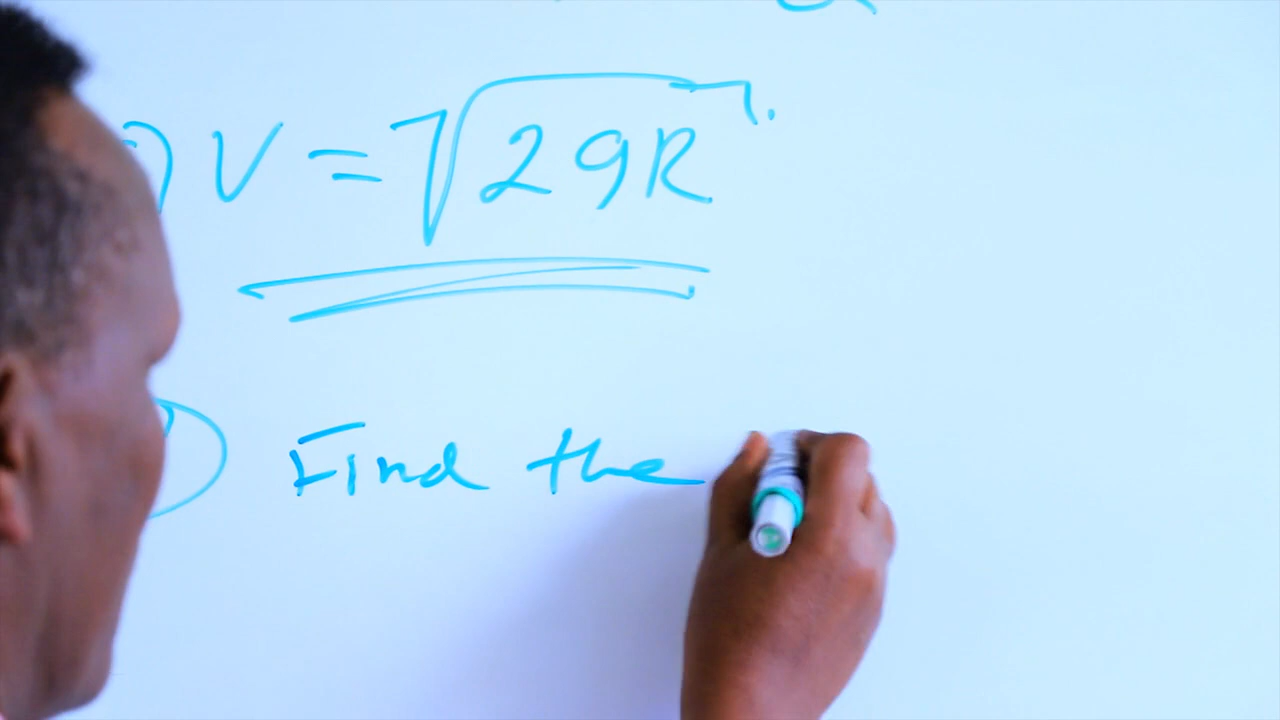 V = √2gR
Find the